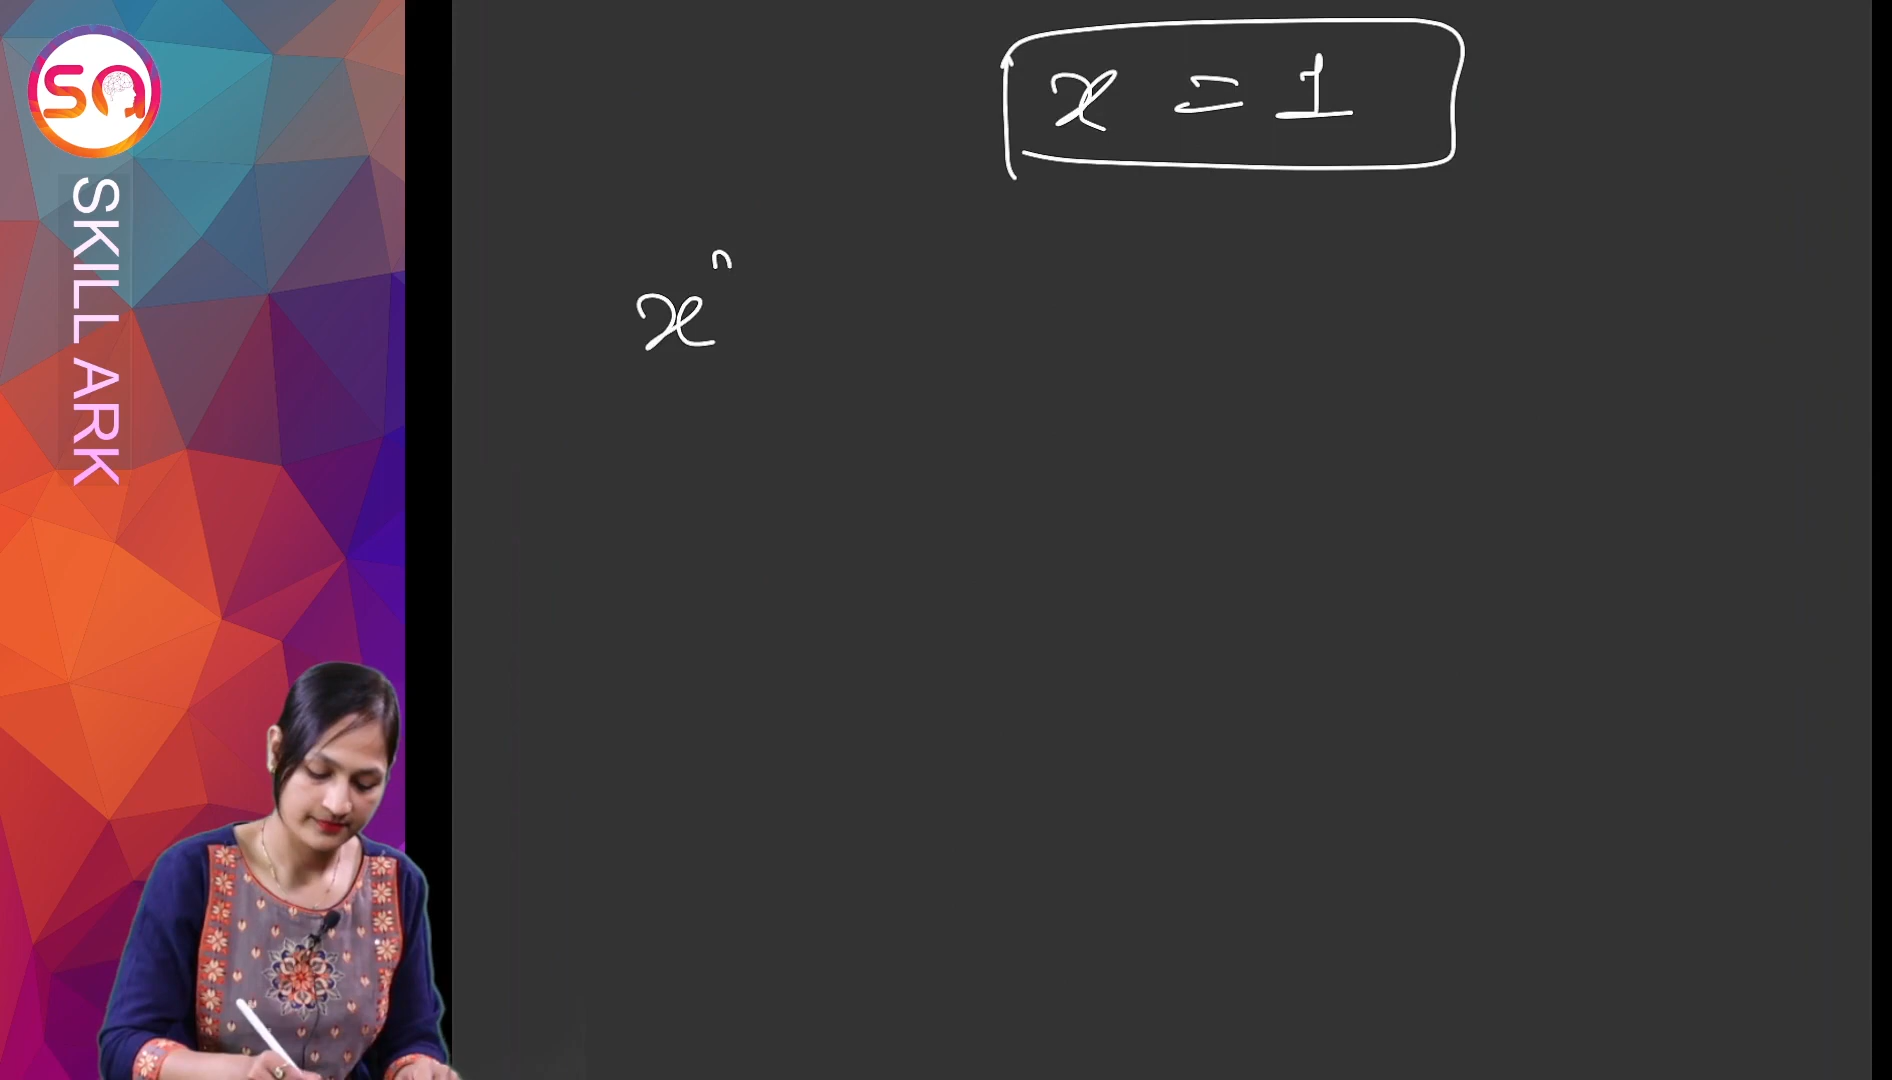 SA
SKILL ARK
x = 1
xⁿ